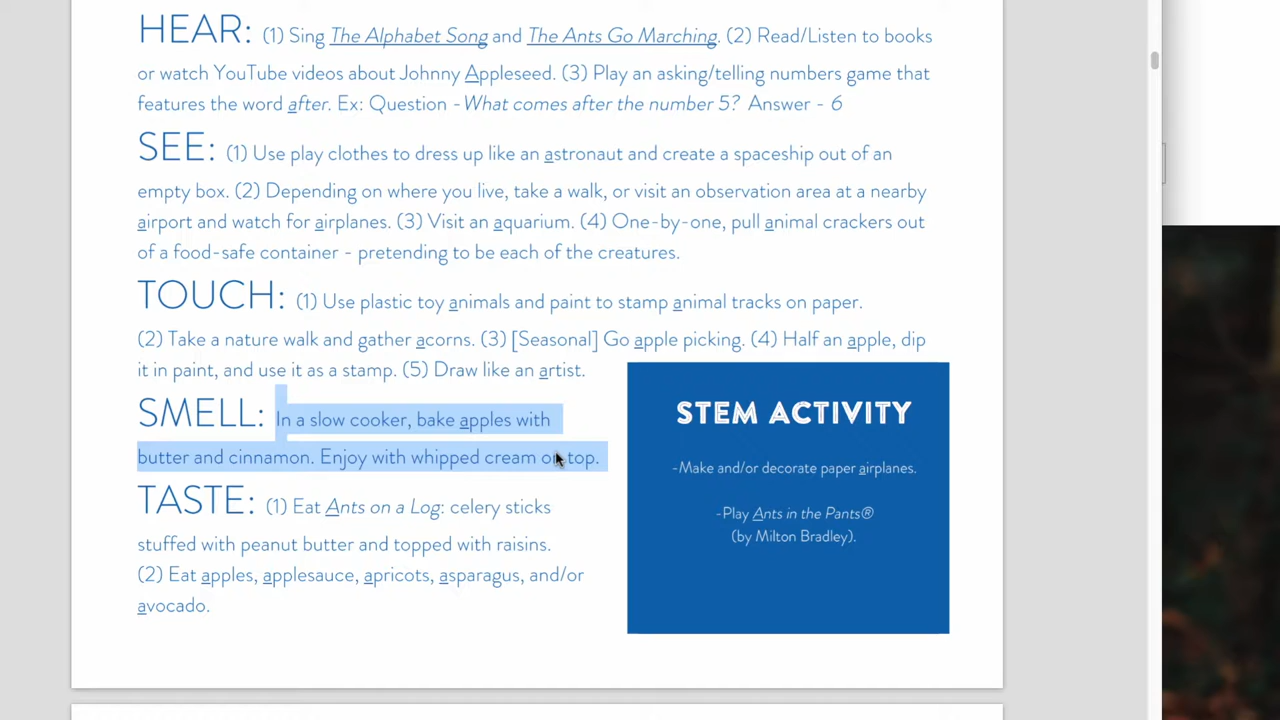 HEAR: (1) Sing The Alphabet Song and The Ants Go Marching. (2) Read/Listen to books
or watch YouTube videos about Johnny Appleseed. (3) Play an asking/telling numbers game that
features the word after. Ex: Question -What comes after the number 5? Answer - 6
SEE: (1) Use play clothes to dress up like an astronaut and create a spaceship out of an
empty box. (2) Depending on where you live, take a walk, or visit an observation area at a nearby
airport and watch for airplanes. (3) Visit an aquarium. (4) One-by-one, pull animal crackers out
of a food-safe container - pretending to be each of the creatures.
TOUCH: (1) Use plastic toy animals and paint to stamp animal tracks on paper.
(2) Take a nature walk and gather acorns. (3) [Seasonal] Go apple picking. (4) Half an apple, dip
it in paint, and use it as a stamp. (5) Draw like an artist.
SMELL: In a slow cooker, bake apples with
butter and cinnamon. Enjoy with whipped cream on top.
TASTE: (1) Eat Ants on a Log: celery sticks
stuffed with peanut butter and topped with raisins.
(2) Eat apples, applesauce, apricots, asparagus, and/or
avocado.
STEM ACTIVITY
-Make and/or decorate paper airplanes.
-Play Ants in the Pants®
(by Milton Bradley).